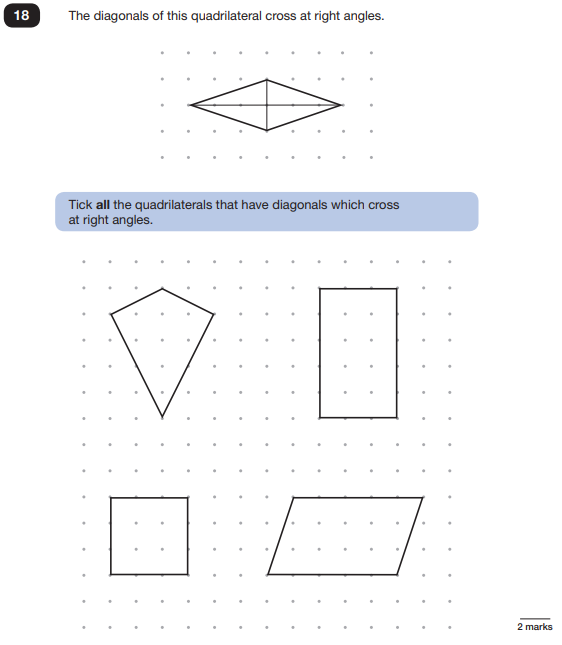 18 The diagonals of this quadrilateral cross at right angles.
Tick all the quadrilaterals that have diagonals which cross
at right angles.
2 marks